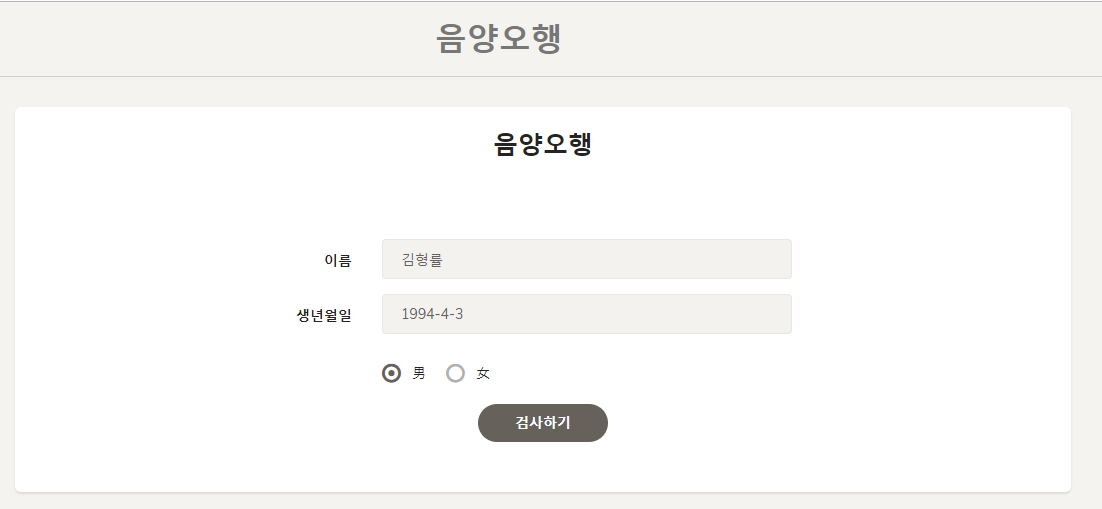 음양오행
음양오행
이름 김형률
생년월일 1994-4-3
男 女
검사하기